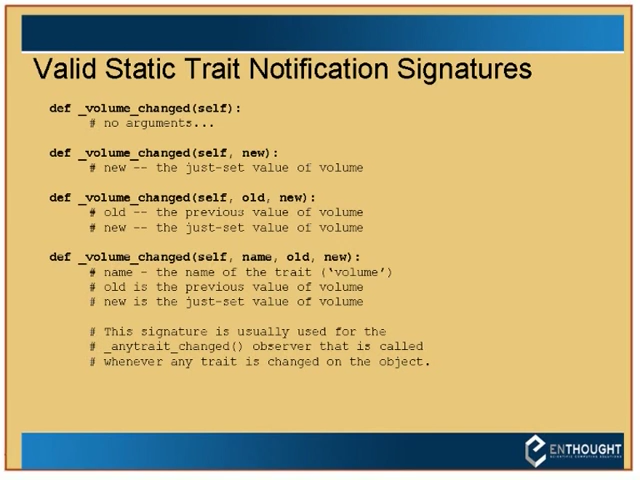 Valid Static Trait Notification Signatures
def _volume_changed(self):
# no arguments...
def _volume_changed(self, new):
# new -- the just-set value of volume
def _volume_changed(self, old, new):
# old -- the previous value of volume
# new -- the just-set value of volume
def _volume_changed(self, name, old, new):
# name - the name of the trait (‘volume’)
# old is the previous value of volume
# new is the just-set value of volume
# This signature is usually used for the
# _anytrait_changed() observer that is called
# whenever any trait is changed on the object.
ENTHOUGHT
SCIENTIFIC COMPUTING SOLUTIONS